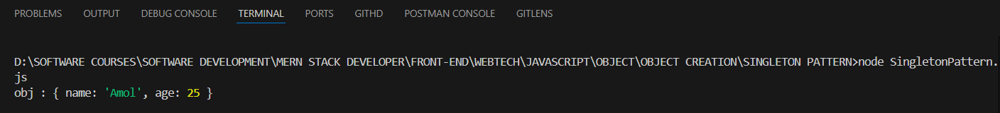 PROBLEMS OUTPUT DEBUG CONSOLE TERMINAL PORTS GITHD POSTMAN CONSOLE GITLENS
D:\SOFTWARE COURSES\SOFTWARE DEVELOPMENT\MERN STACK DEVELOPER\FRONT-END\WEBTECH\JAVASCRIPT\OBJECT\OBJECT CREATION\SINGLETON PATTERN>node SingletonPattern.
js
obj : { name: 'Amol', age: 25 }